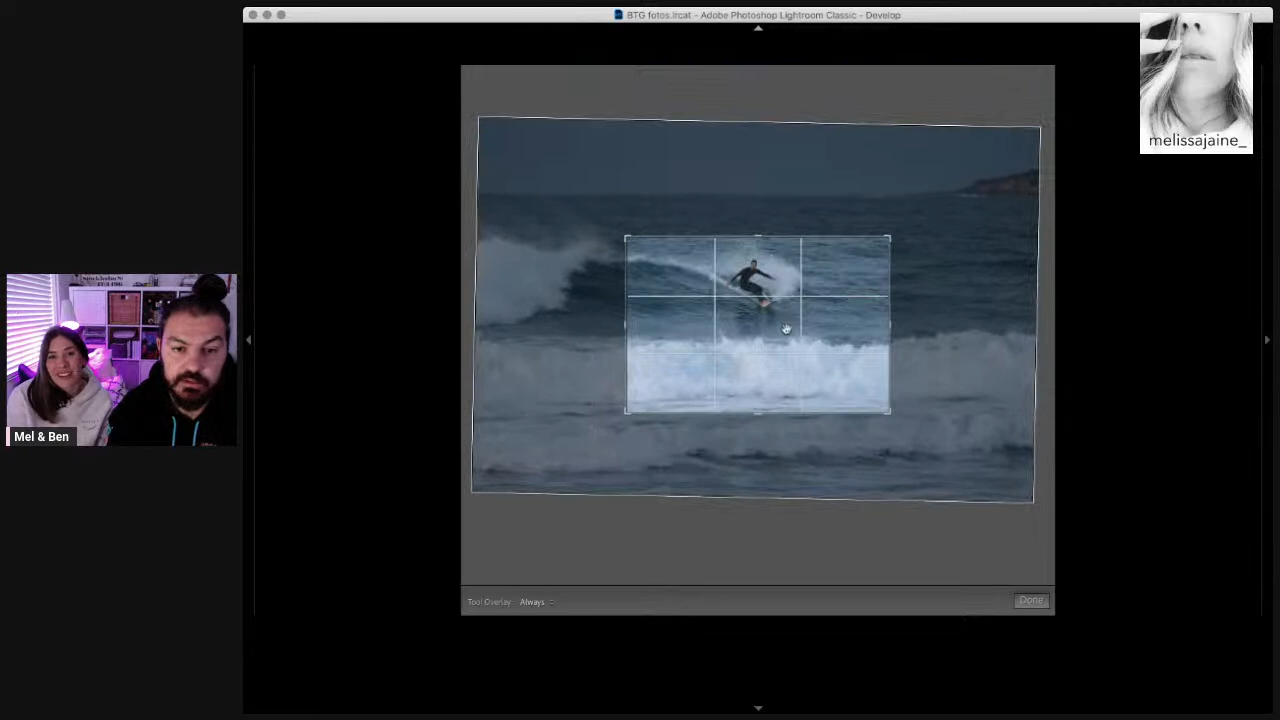 BTG fotos.lrcat - Adobe Photoshop Lightroom Classic - Develop
melissajaine_
Mel & Ben
Tool Overlay: Always
Done